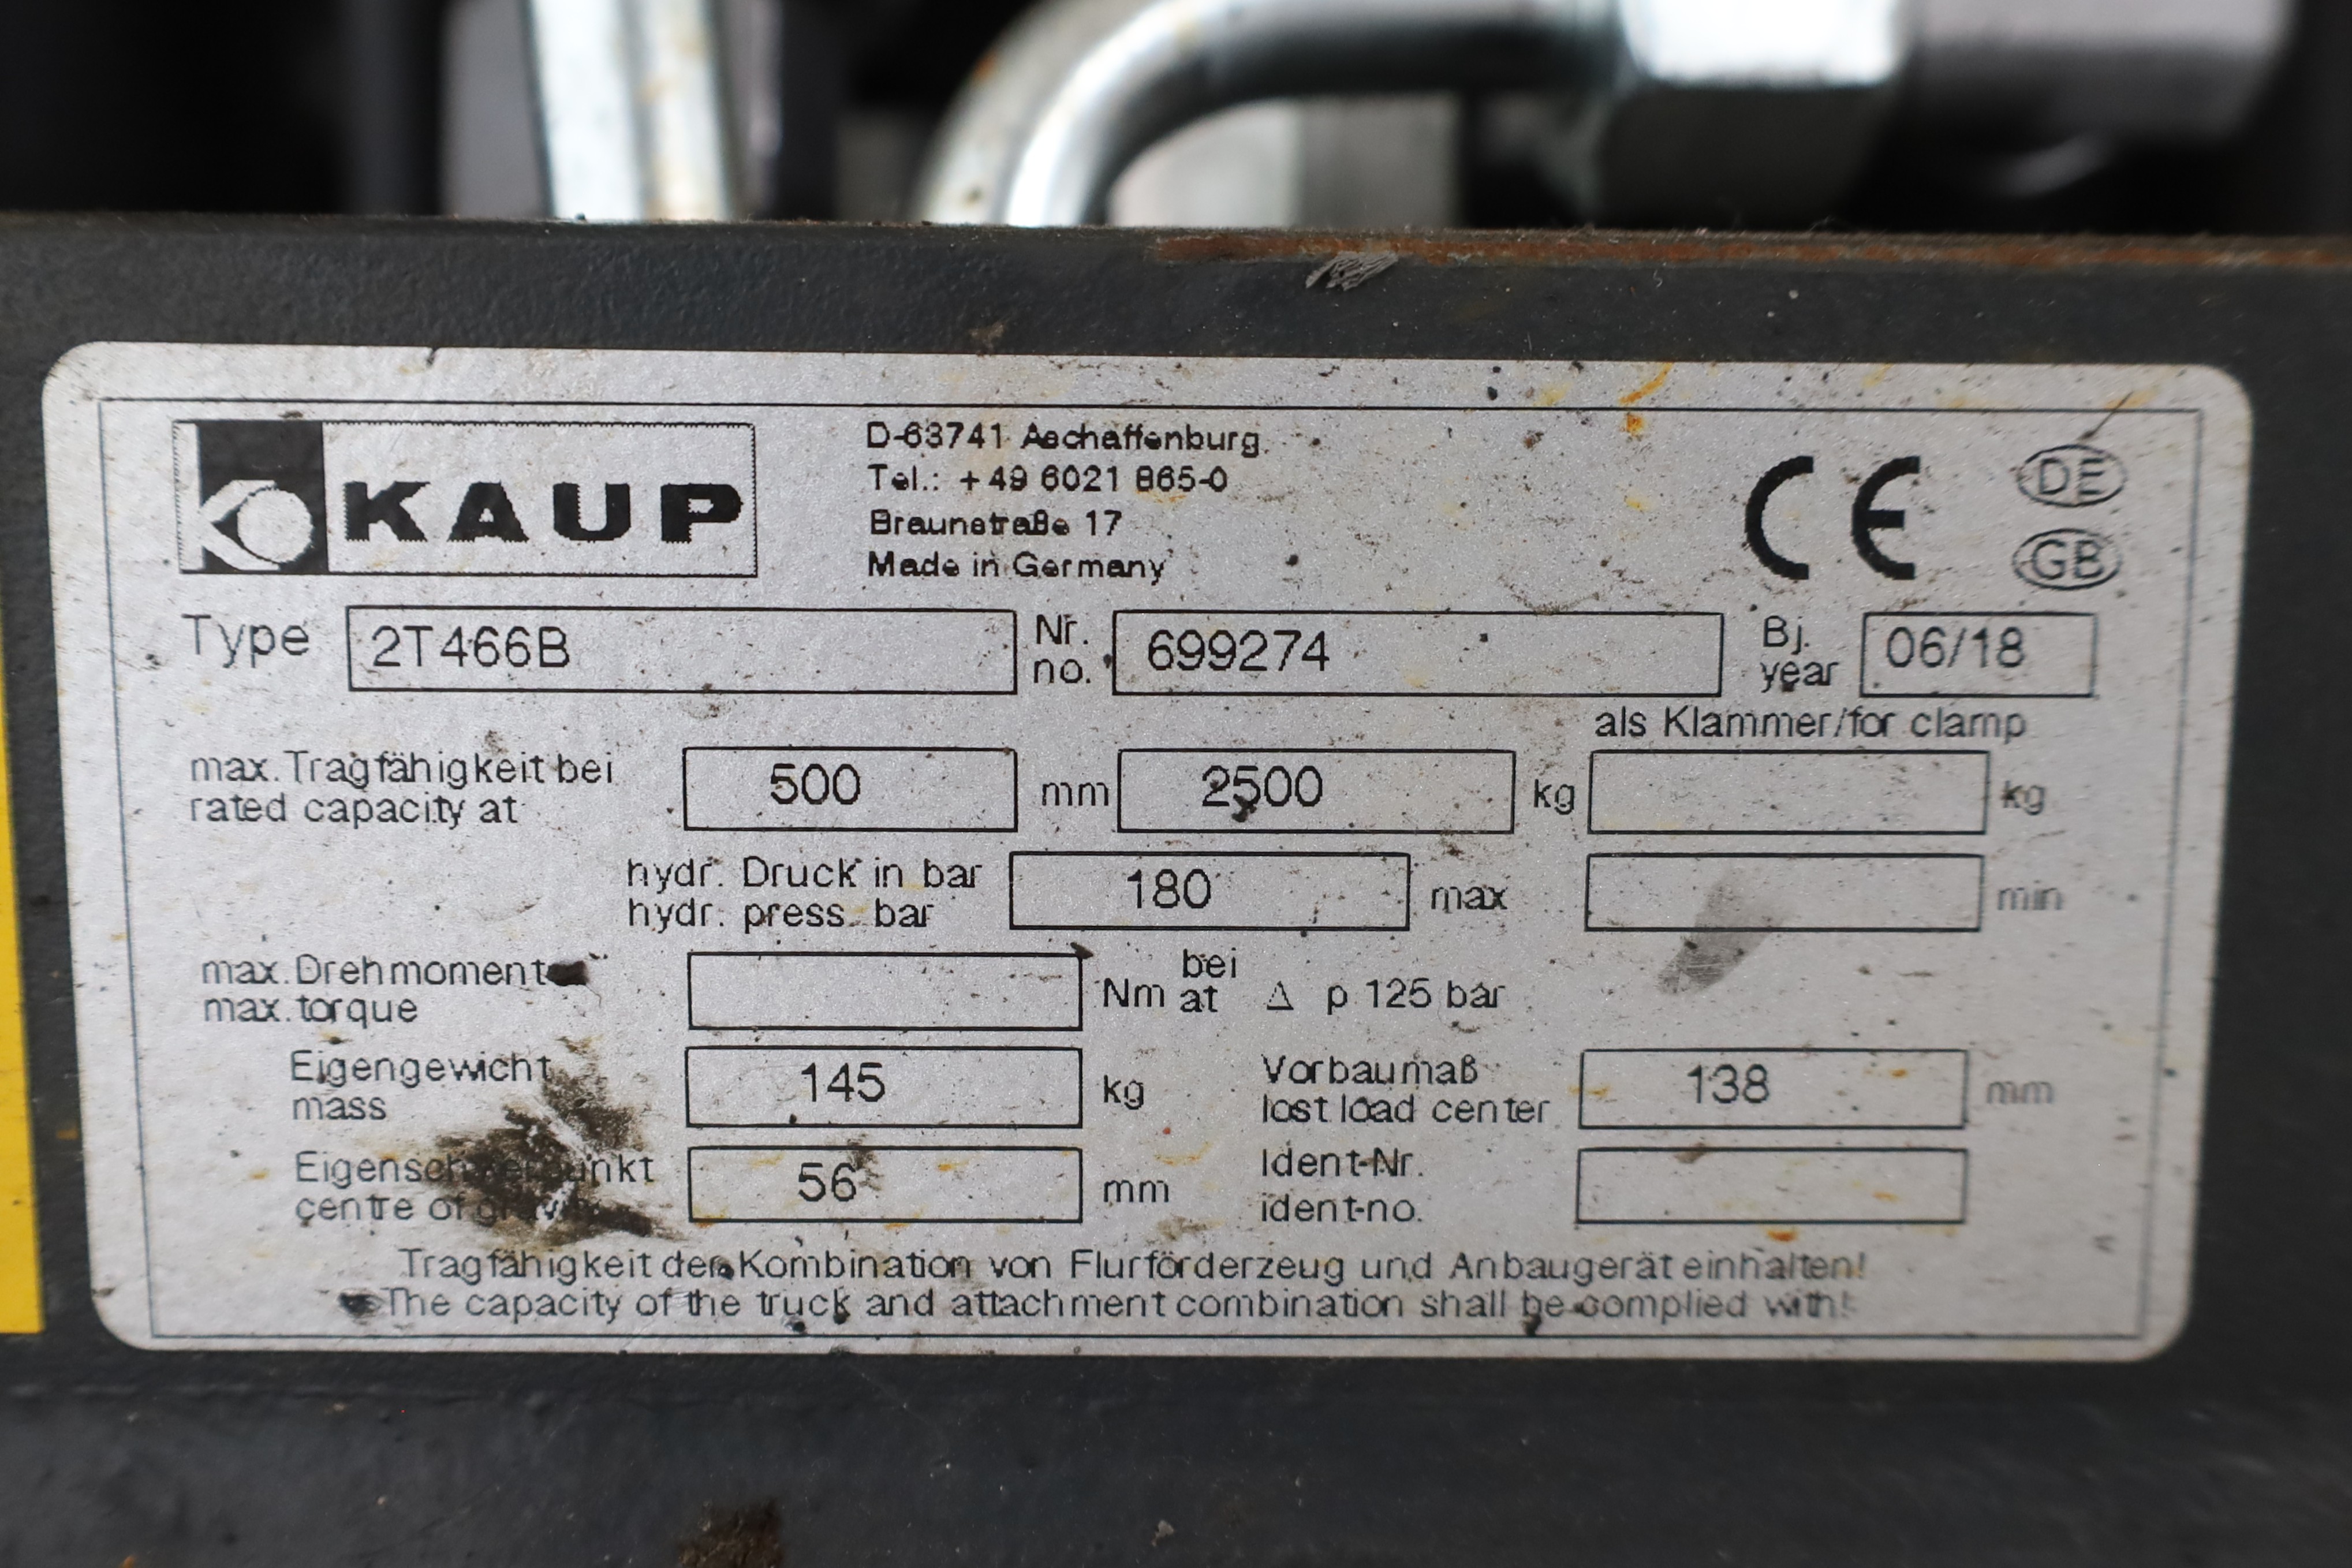 KAUP
D-63741 Aschaffenburg
Tel.: +49 6021 865-0
Braunstraße 17
Made in Germany
CE
DE
GB
Type 2T466B Nr. no. 699274 Bj. year 06/18
als Klammer/for clamp
max. Tragfähigkeit bei
rated capacity at 500 mm 2500 kg kg
hydr. Druck in bar
hydr. press. bar 180 max min
max. Drehmoment
max. torque Nm bei at Δ p 125 bar
Eigengewicht
mass 145 kg
Vorbaumaß
lost load center 138 mm
Eigenschwerpunkt
centre of gravity 56 mm
Ident-Nr.
ident-no.
Tragfähigkeit der Kombination von Flurförderzeug und Anbaugerät einhalten!
The capacity of the truck and attachment combination shall be complied with!